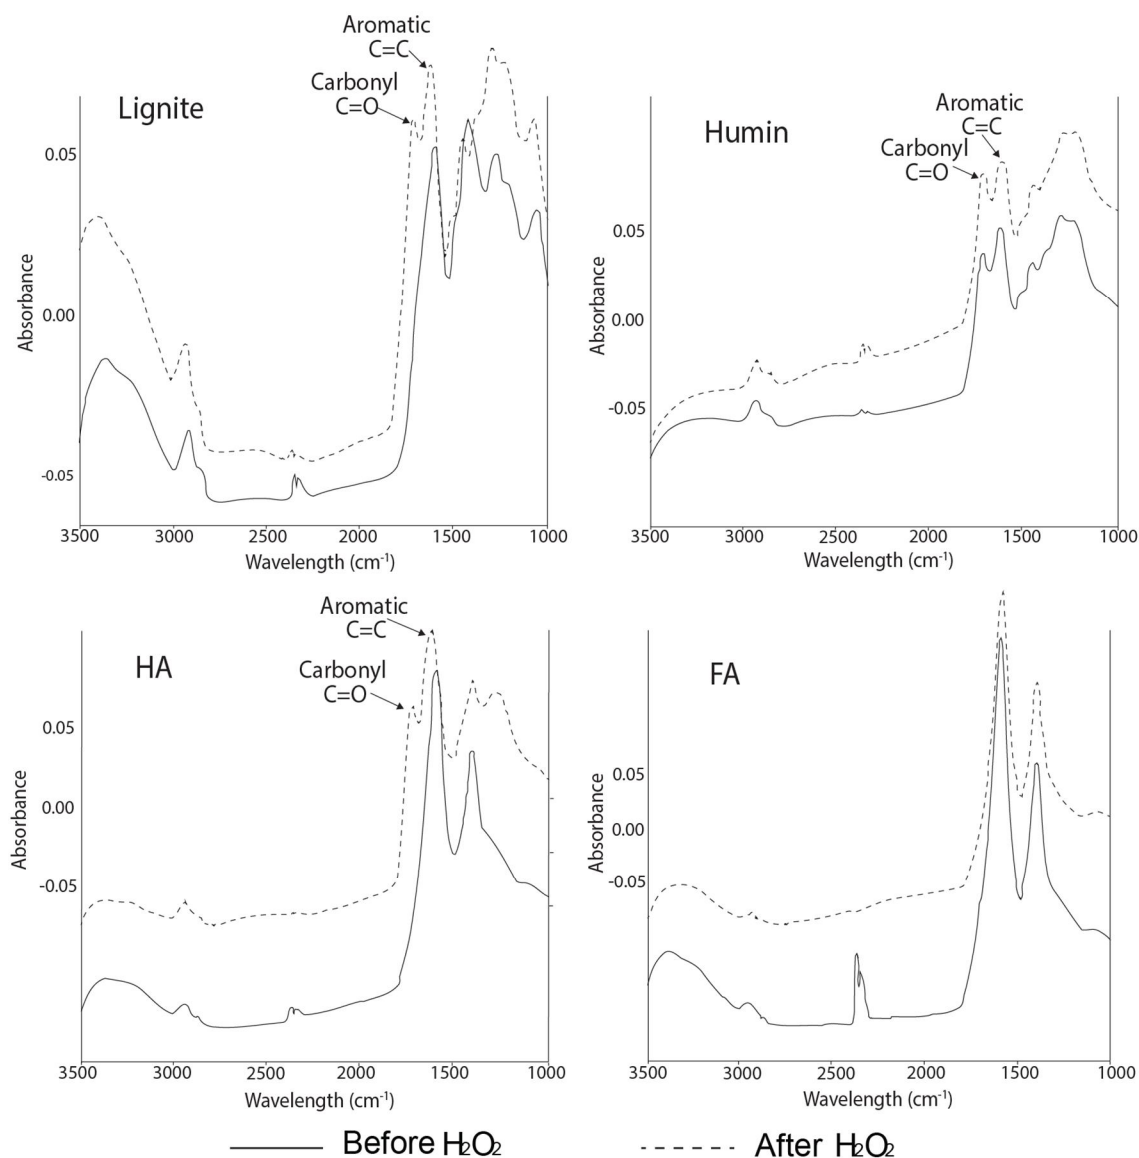 Aromatic
C=C
Carbonyl
C=O
Lignite
0.05
0.00
-0.05
Absorbance
3500 3000 2500 2000 1500 1000
Wavelength (cm-1)
Aromatic
C=C
Carbonyl
C=O
Humin
0.05
0.00
-0.05
Absorbance
3500 3000 2500 2000 1500 1000
Wavelength (cm-1)
Aromatic
C=C
Carbonyl
C=O
HA
0.05
0.00
-0.05
Absorbance
3500 3000 2500 2000 1500 1000
Wavelength (cm-1)
FA
0.05
0.00
-0.05
Absorbance
3500 3000 2500 2000 1500 1000
Wavelength (cm-1)
Before H2O2 After H2O2